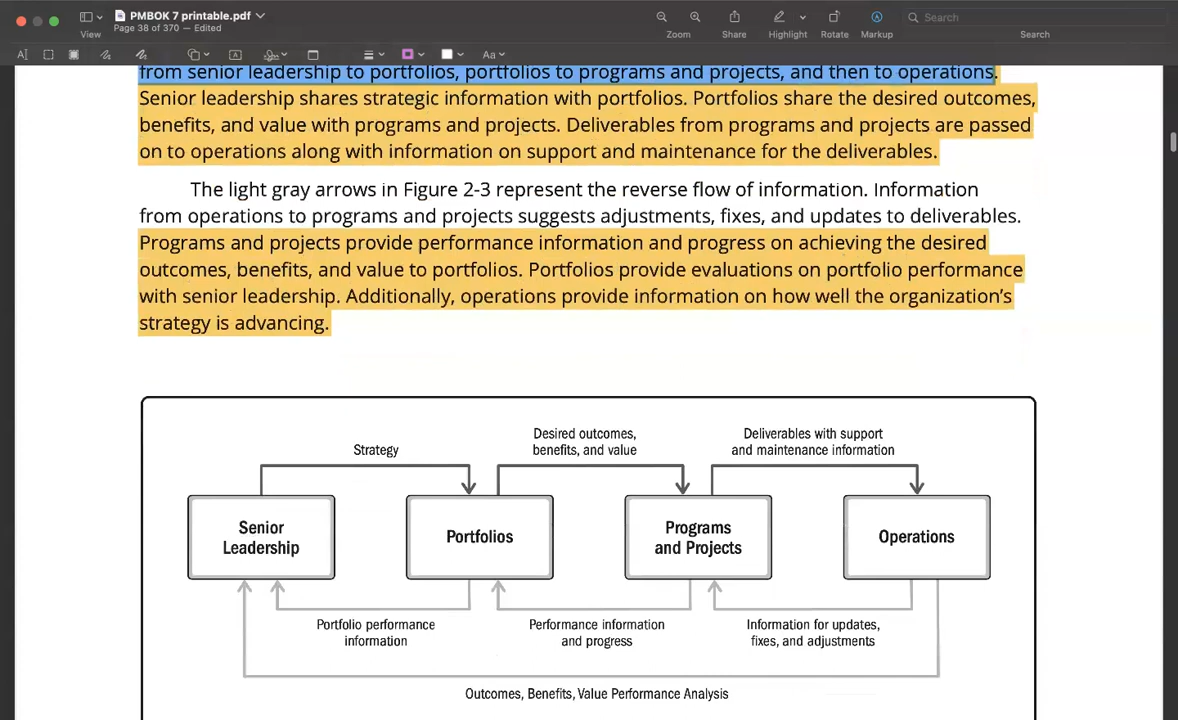 PMBOK 7 printable.pdf
Page 38 of 370 – Edited
View
Zoom
Share
Highlight
Rotate
Markup
Search
Search
Aa
from senior leadership to portfolios, portfolios to programs and projects, and then to operations.
Senior leadership shares strategic information with portfolios. Portfolios share the desired outcomes,
benefits, and value with programs and projects. Deliverables from programs and projects are passed
on to operations along with information on support and maintenance for the deliverables.
The light gray arrows in Figure 2-3 represent the reverse flow of information. Information
from operations to programs and projects suggests adjustments, fixes, and updates to deliverables.
Programs and projects provide performance information and progress on achieving the desired
outcomes, benefits, and value to portfolios. Portfolios provide evaluations on portfolio performance
with senior leadership. Additionally, operations provide information on how well the organization’s
strategy is advancing.
Strategy
Desired outcomes,
benefits, and value
Deliverables with support
and maintenance information
Senior
Leadership
Portfolios
Programs
and Projects
Operations
Portfolio performance
information
Performance information
and progress
Information for updates,
fixes, and adjustments
Outcomes, Benefits, Value Performance Analysis